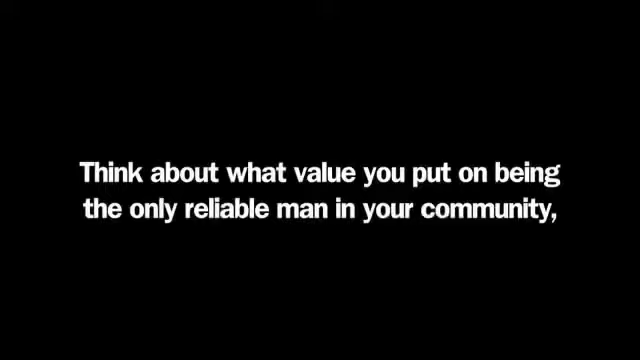 Think about what value you put on being
the only reliable man in your community,